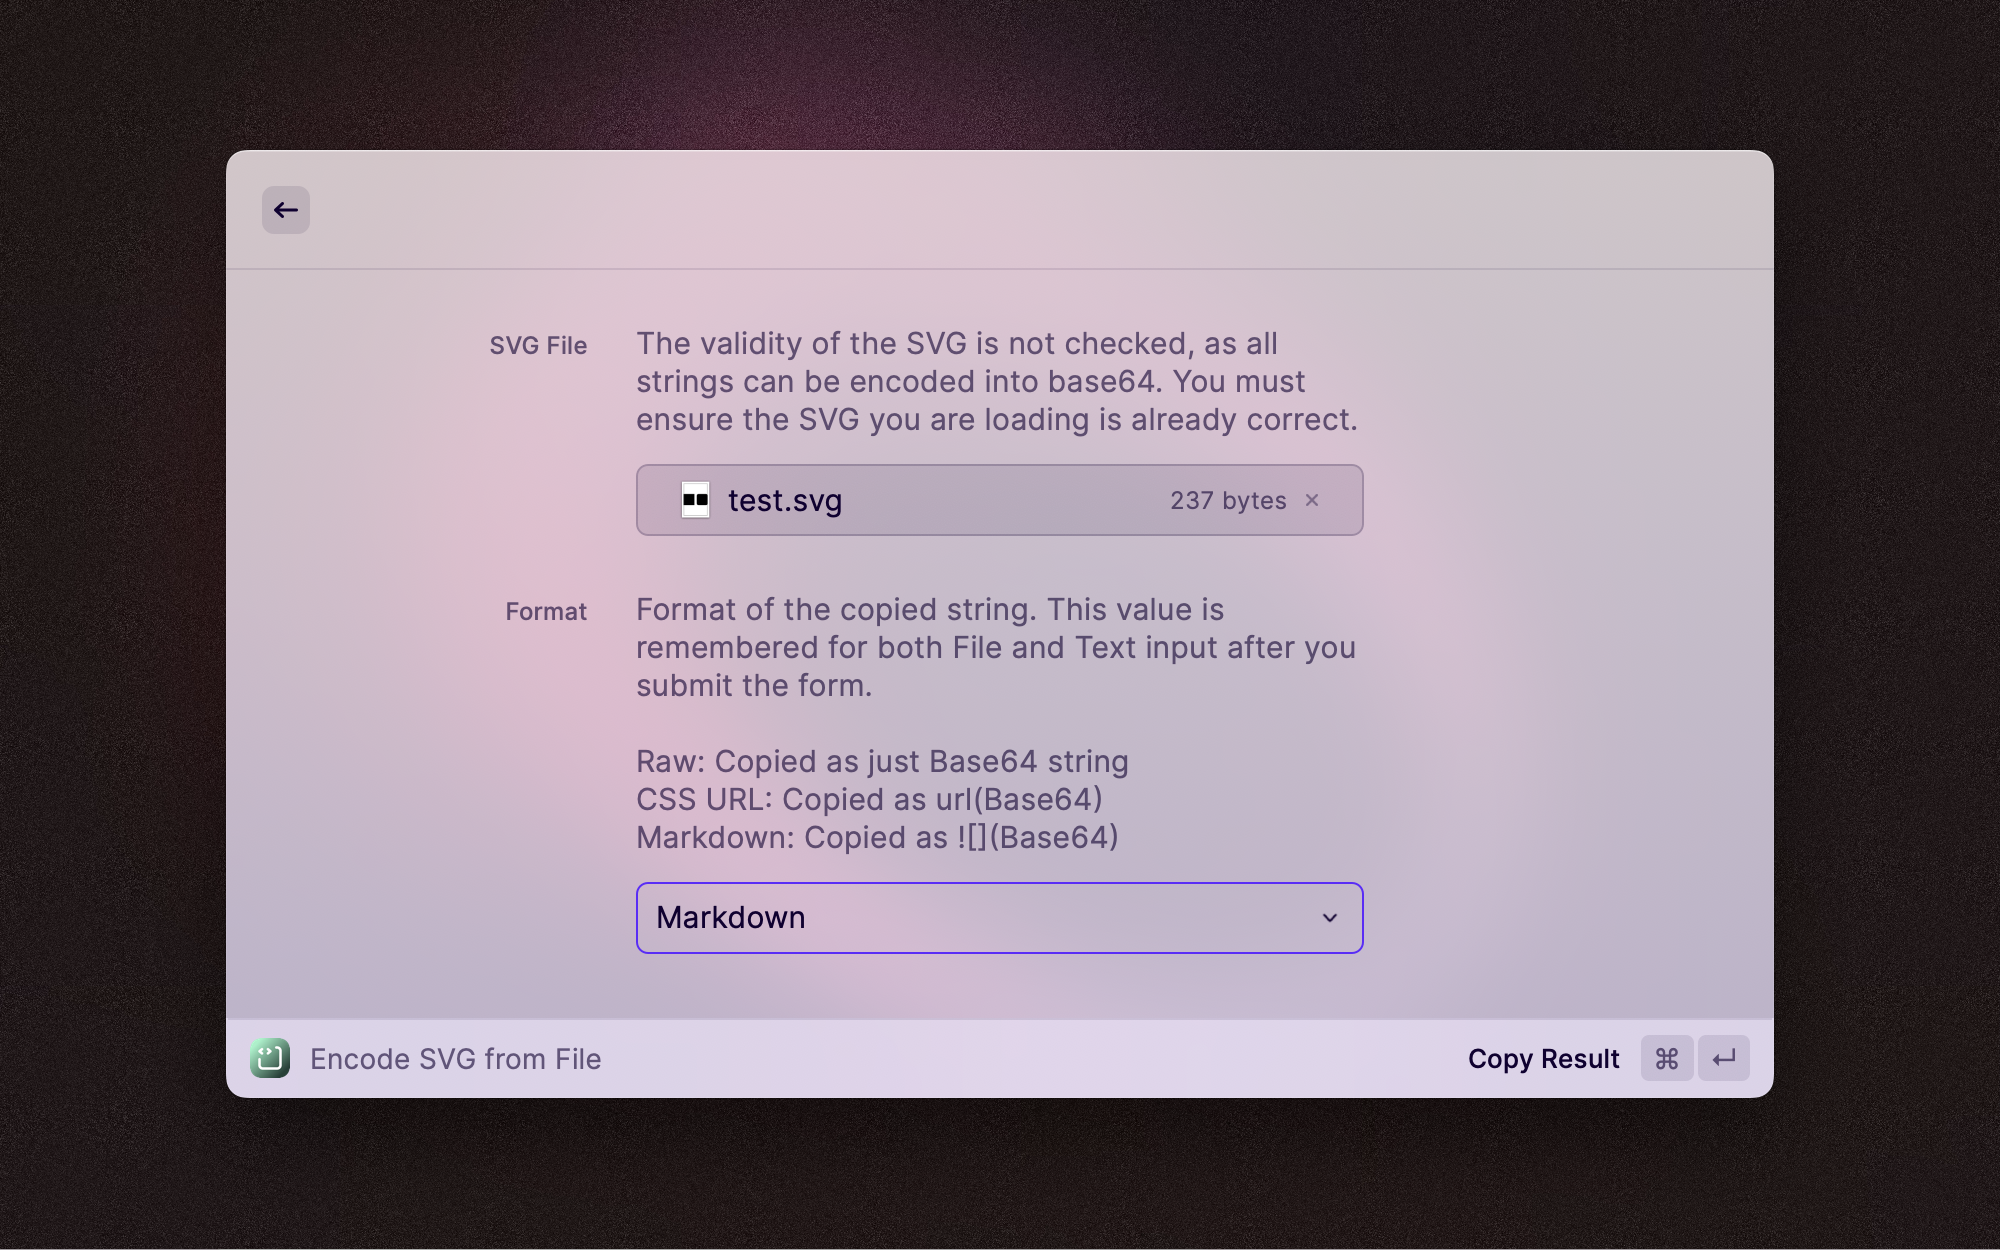 SVG File
The validity of the SVG is not checked, as all
strings can be encoded into base64. You must
ensure the SVG you are loading is already correct.
test.svg
237 bytes ×
Format
Format of the copied string. This value is
remembered for both File and Text input after you
submit the form.
Raw: Copied as just Base64 string
CSS URL: Copied as url(Base64)
Markdown: Copied as ![](Base64)
Markdown
Encode SVG from File
Copy Result ⌘ ↵